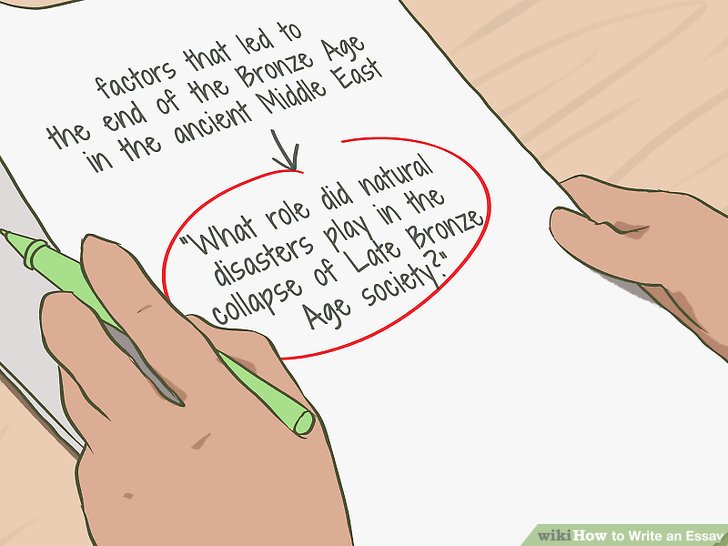 factors that led to
the end of the Bronze Age
in the ancient Middle East
"What role did natural
disasters play in the
collapse of Late Bronze
Age society?"
wikiHow to Write an Essay